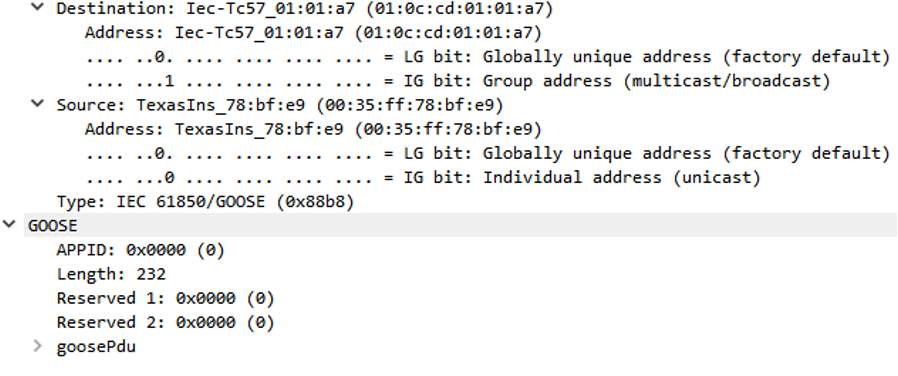 Destination: Iec-Tc57_01:01:a7 (01:0c:cd:01:01:a7)
Address: Iec-Tc57_01:01:a7 (01:0c:cd:01:01:a7)
.... ..0. .... .... .... .... = LG bit: Globally unique address (factory default)
.... ...1 .... .... .... .... = IG bit: Group address (multicast/broadcast)
Source: TexasIns_78:bf:e9 (00:35:ff:78:bf:e9)
Address: TexasIns_78:bf:e9 (00:35:ff:78:bf:e9)
.... ..0. .... .... .... .... = LG bit: Globally unique address (factory default)
.... ...0 .... .... .... .... = IG bit: Individual address (unicast)
Type: IEC 61850/GOOSE (0x88b8)
GOOSE
APPID: 0x0000 (0)
Length: 232
Reserved 1: 0x0000 (0)
Reserved 2: 0x0000 (0)
goosePdu